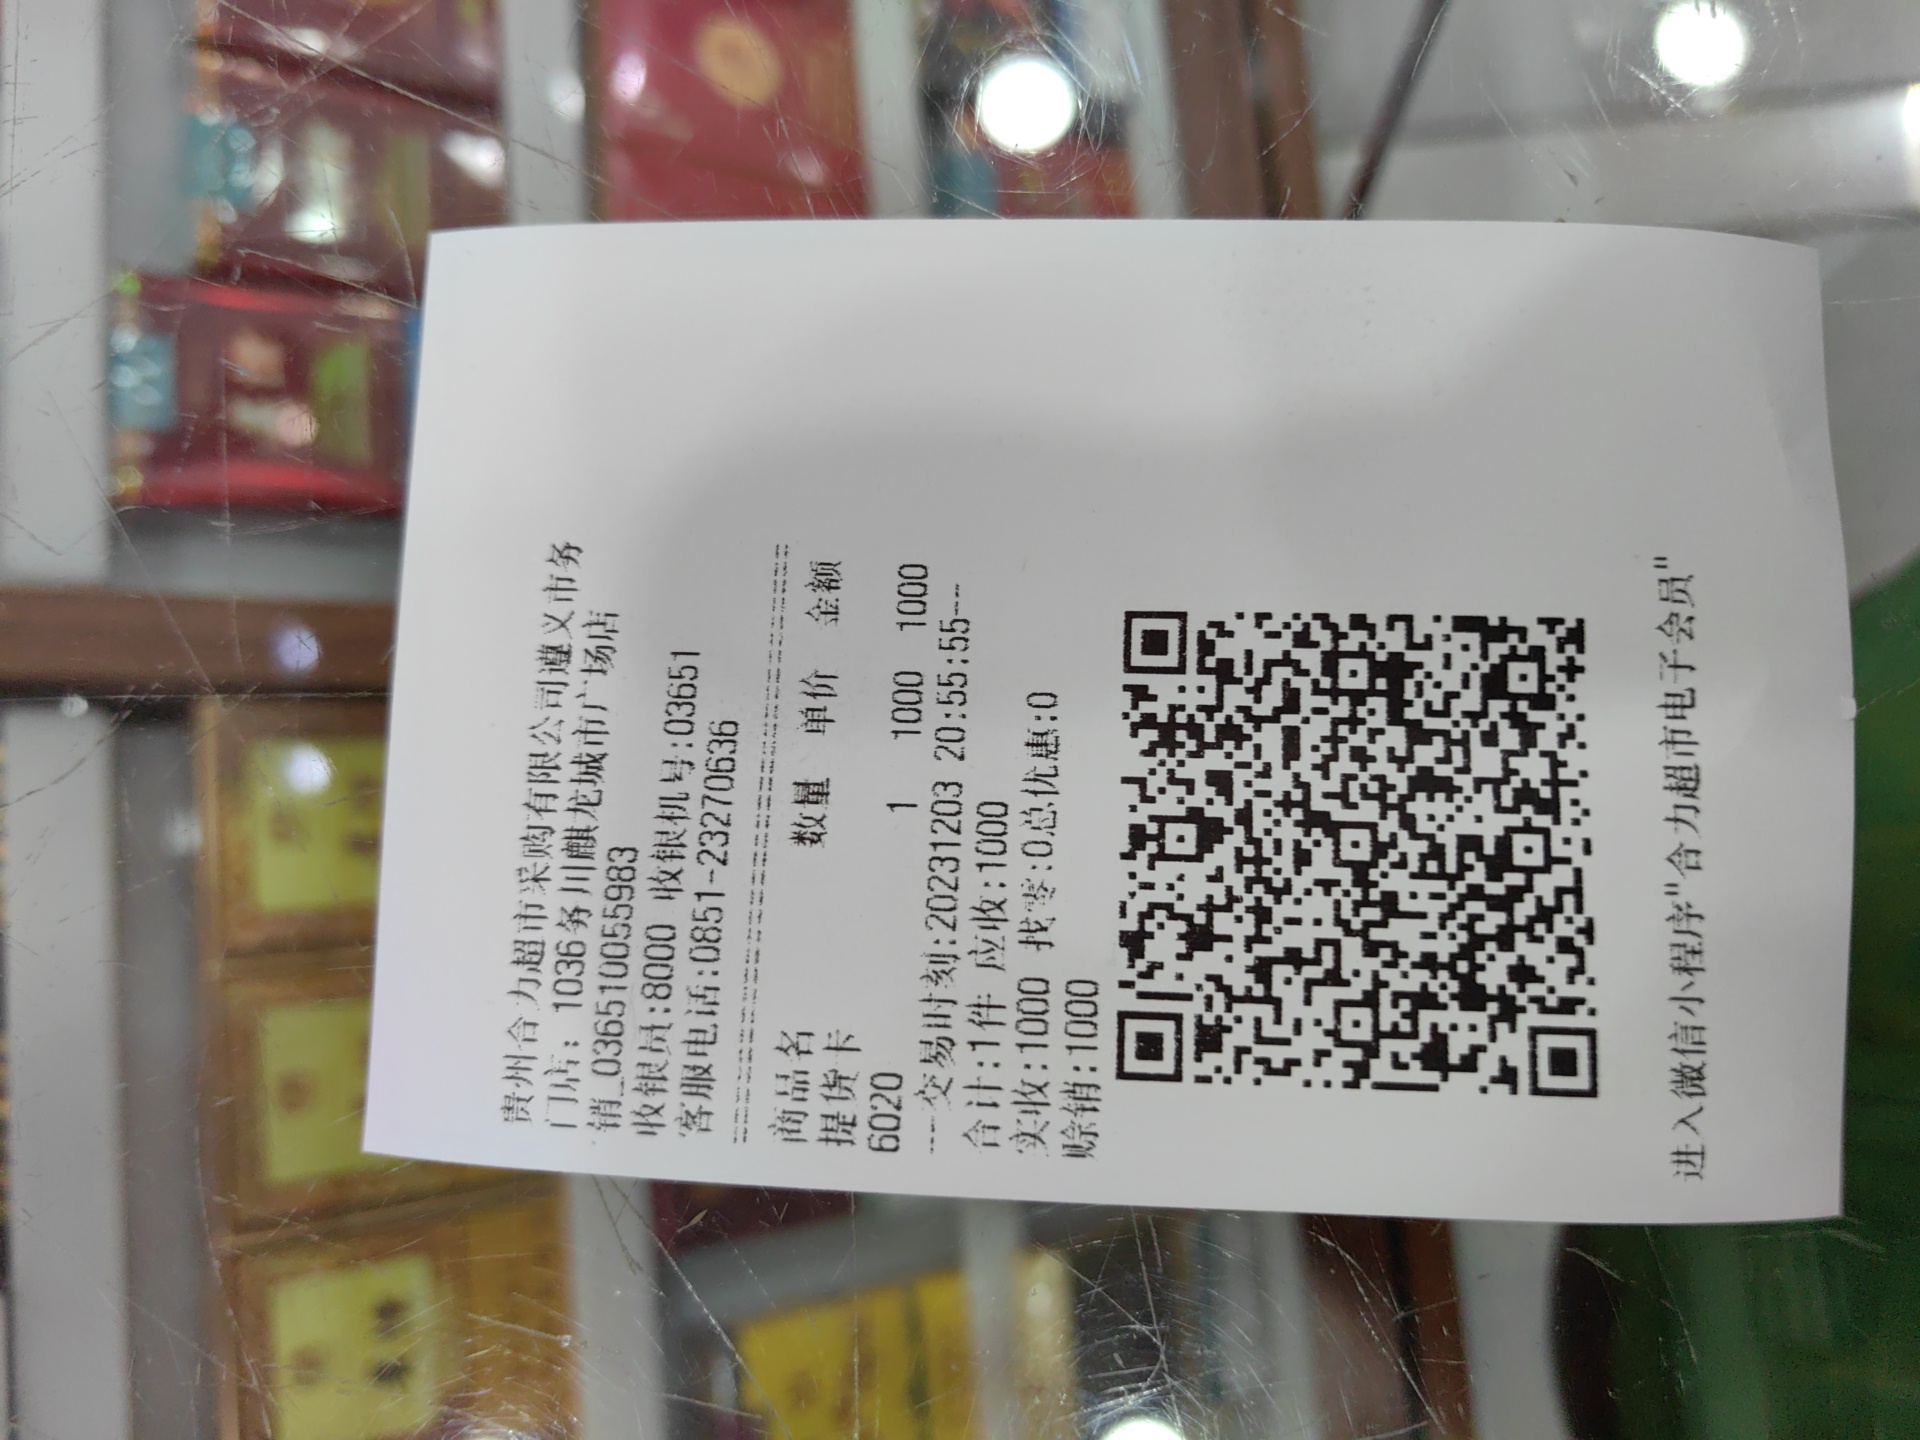 贵州合力超市采购有限公司遵义市务
门店: 1036务川麒龙城市广场店
销_036510055983
收银员:8000 收银机号:03651
客服电话:0851-23270636
商品名 数量 单价 金额
提货卡
6020 1 1000 1000
----交易时刻:20231203 20:55:55---
合计:1件 应收:1000
实收:1000 找零:0总优惠:0
赊销:1000
进入微信小程序"合力超市电子会员"